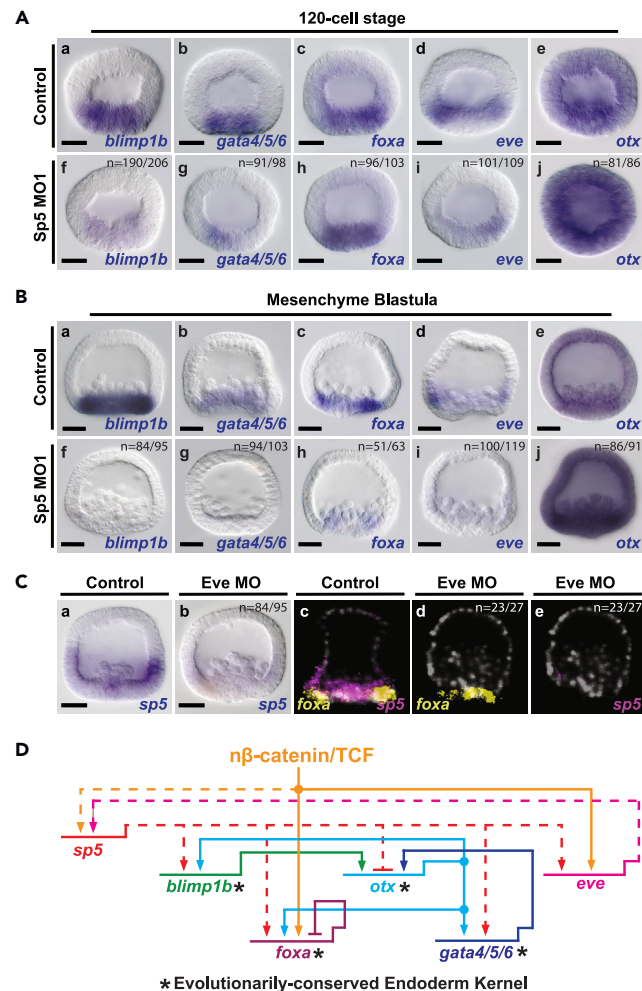 A
120-cell stage
Control
a
blimp1b
b
gata4/5/6
c
foxa
d
eve
e
otx
Sp5 MO1
f
n=190/206
blimp1b
g
n=91/98
gata4/5/6
h
n=96/103
foxa
i
n=101/109
eve
j
n=81/86
otx
B
Mesenchyme Blastula
Control
a
blimp1b
b
gata4/5/6
c
foxa
d
eve
e
otx
Sp5 MO1
f
n=84/95
blimp1b
g
n=94/103
gata4/5/6
h
n=51/63
foxa
i
n=100/119
eve
j
n=86/91
otx
C
Control
Eve MO
Control
Eve MO
Eve MO
a
sp5
b
n=84/95
sp5
c
foxa
sp5
d
n=23/27
foxa
e
n=23/27
sp5
D
nβ-catenin/TCF
sp5
blimp1b*
otx *
eve
foxa *
gata4/5/6 *
* Evolutionarily-conserved Endoderm Kernel